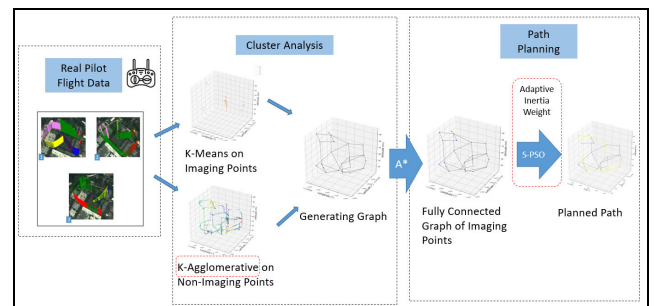 Real Pilot
Flight Data
Cluster Analysis
K-Means on
Imaging Points
K-Agglomerative on
Non-Imaging Points
Generating Graph
A*
Path
Planning
Adaptive
Inertia
Weight
S-PSO
Fully Connected
Graph of Imaging
Points
Planned Path